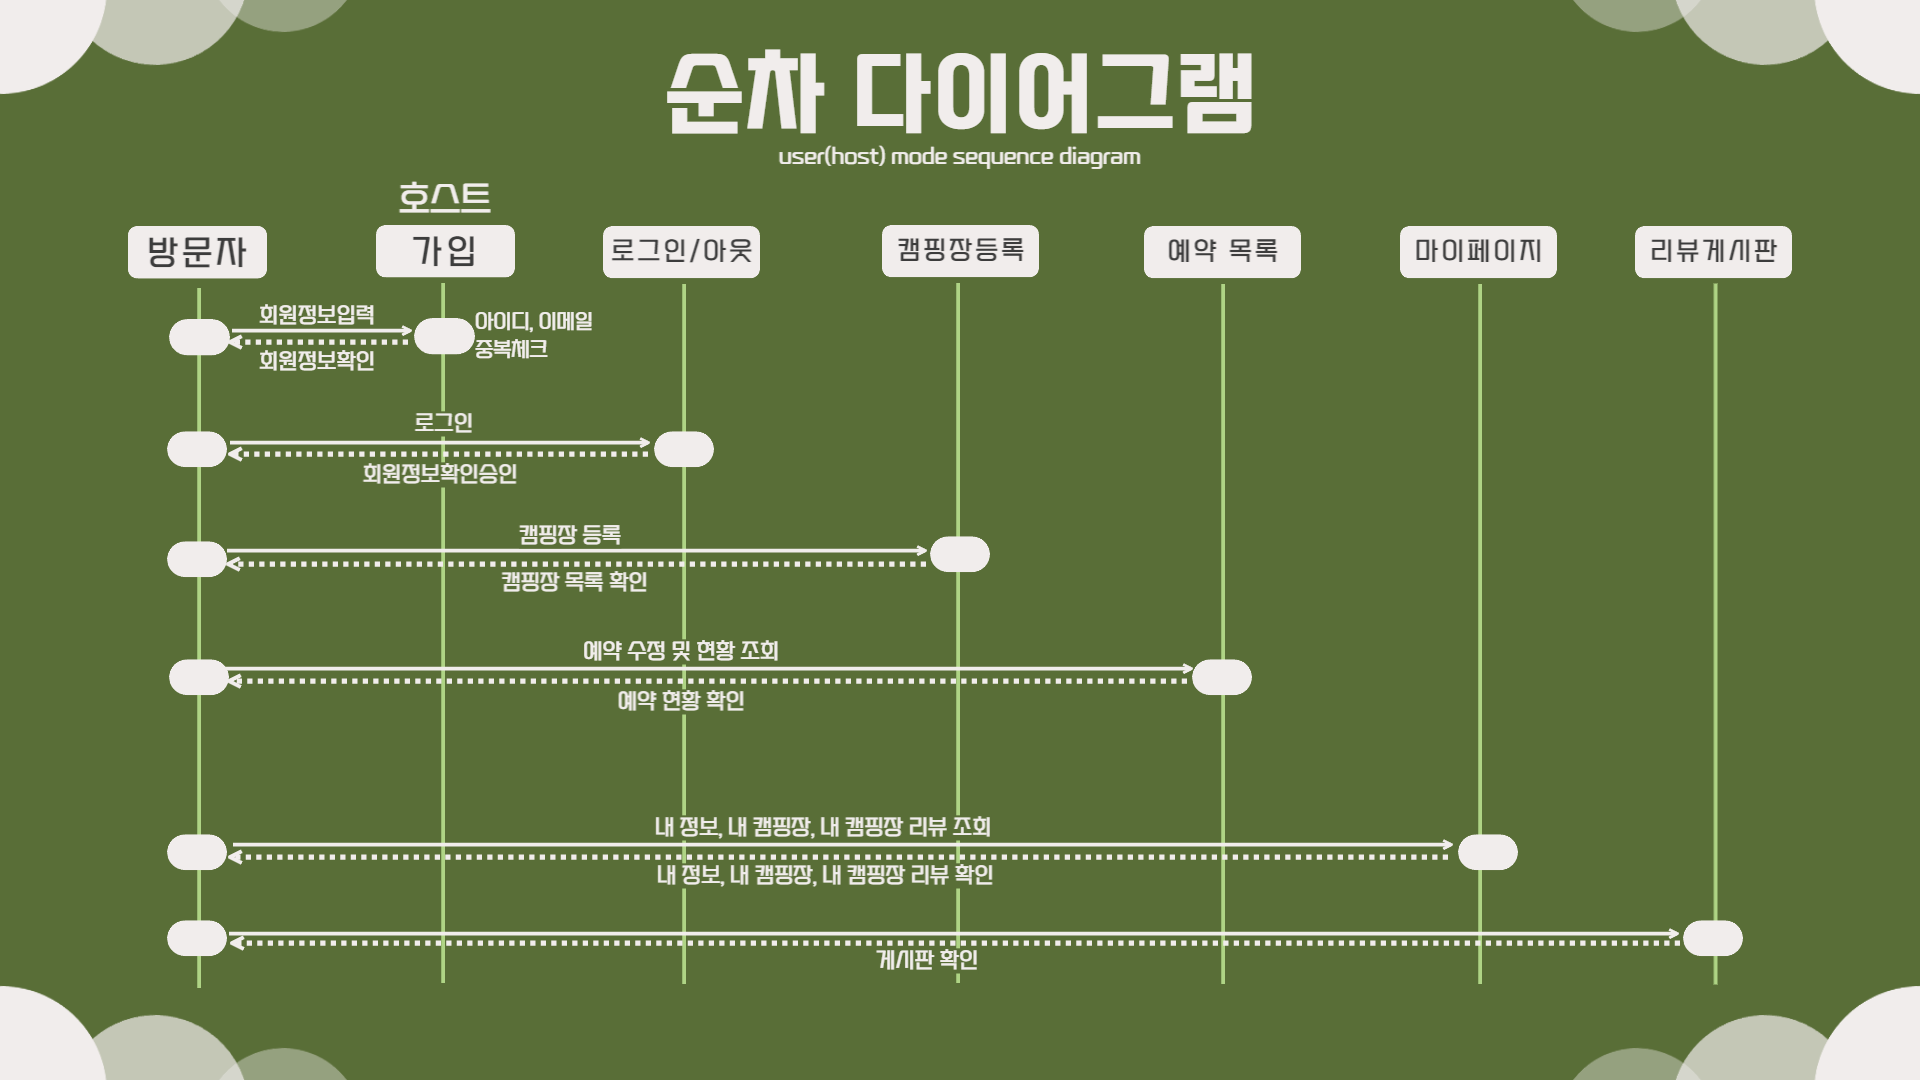 순차 다이어그램
user(host) mode sequence diagram
호스트
방문자
가입
로그인/아웃
캠핑장등록
예약 목록
마이페이지
리뷰게시판
회원정보입력
아이디, 이메일
중복체크
회원정보확인
로그인
회원정보확인승인
캠핑장 등록
캠핑장 목록 확인
예약 수정 및 현황 조회
예약 현황 확인
내 정보, 내 캠핑장, 내 캠핑장 리뷰 조회
내 정보, 내 캠핑장, 내 캠핑장 리뷰 확인
게시판 확인